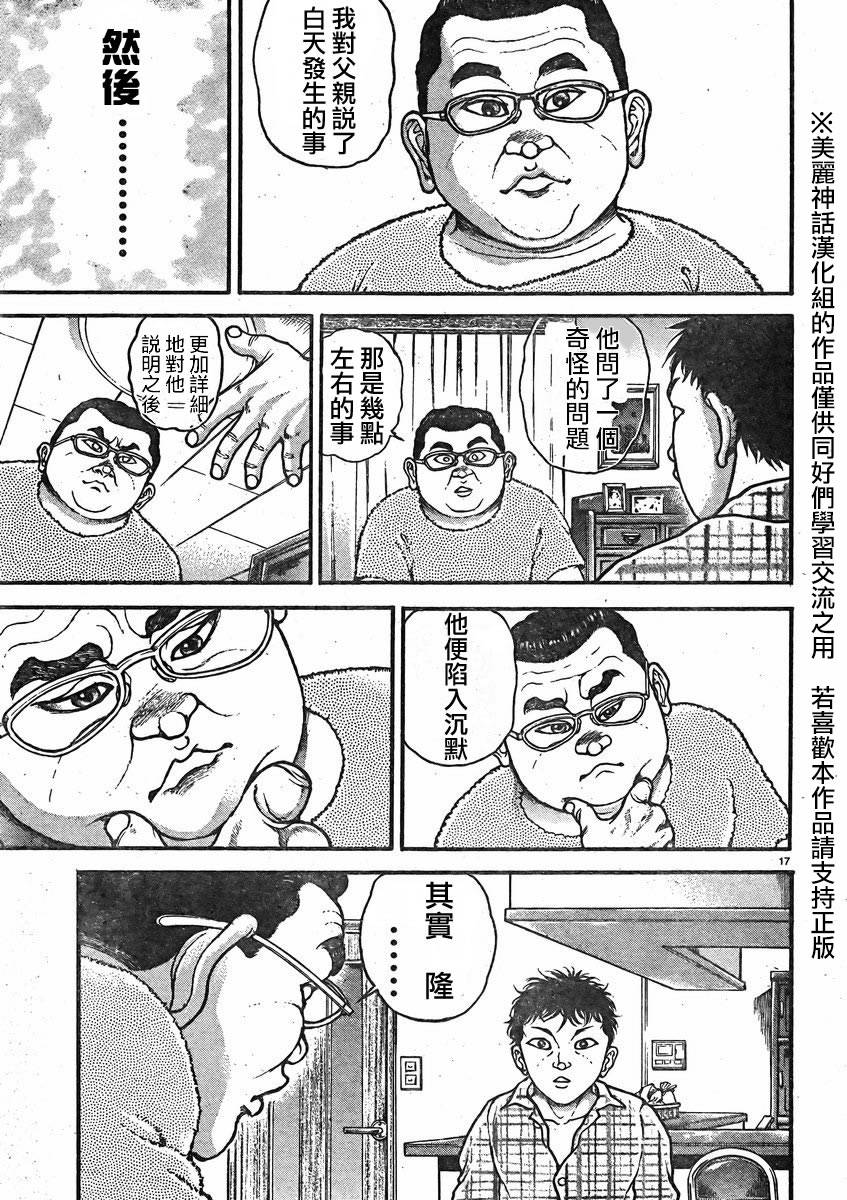 我對父親説了
白天發生的事
然後
………
他問了一個
奇怪的問題
那是幾點
左右的事
更加詳細
地對他＝
説明之後
他便陷入沉默
17
其實 隆
……
※美麗神話漢化組的作品僅供同好們學習交流之用 若喜歡本作品請支持正版